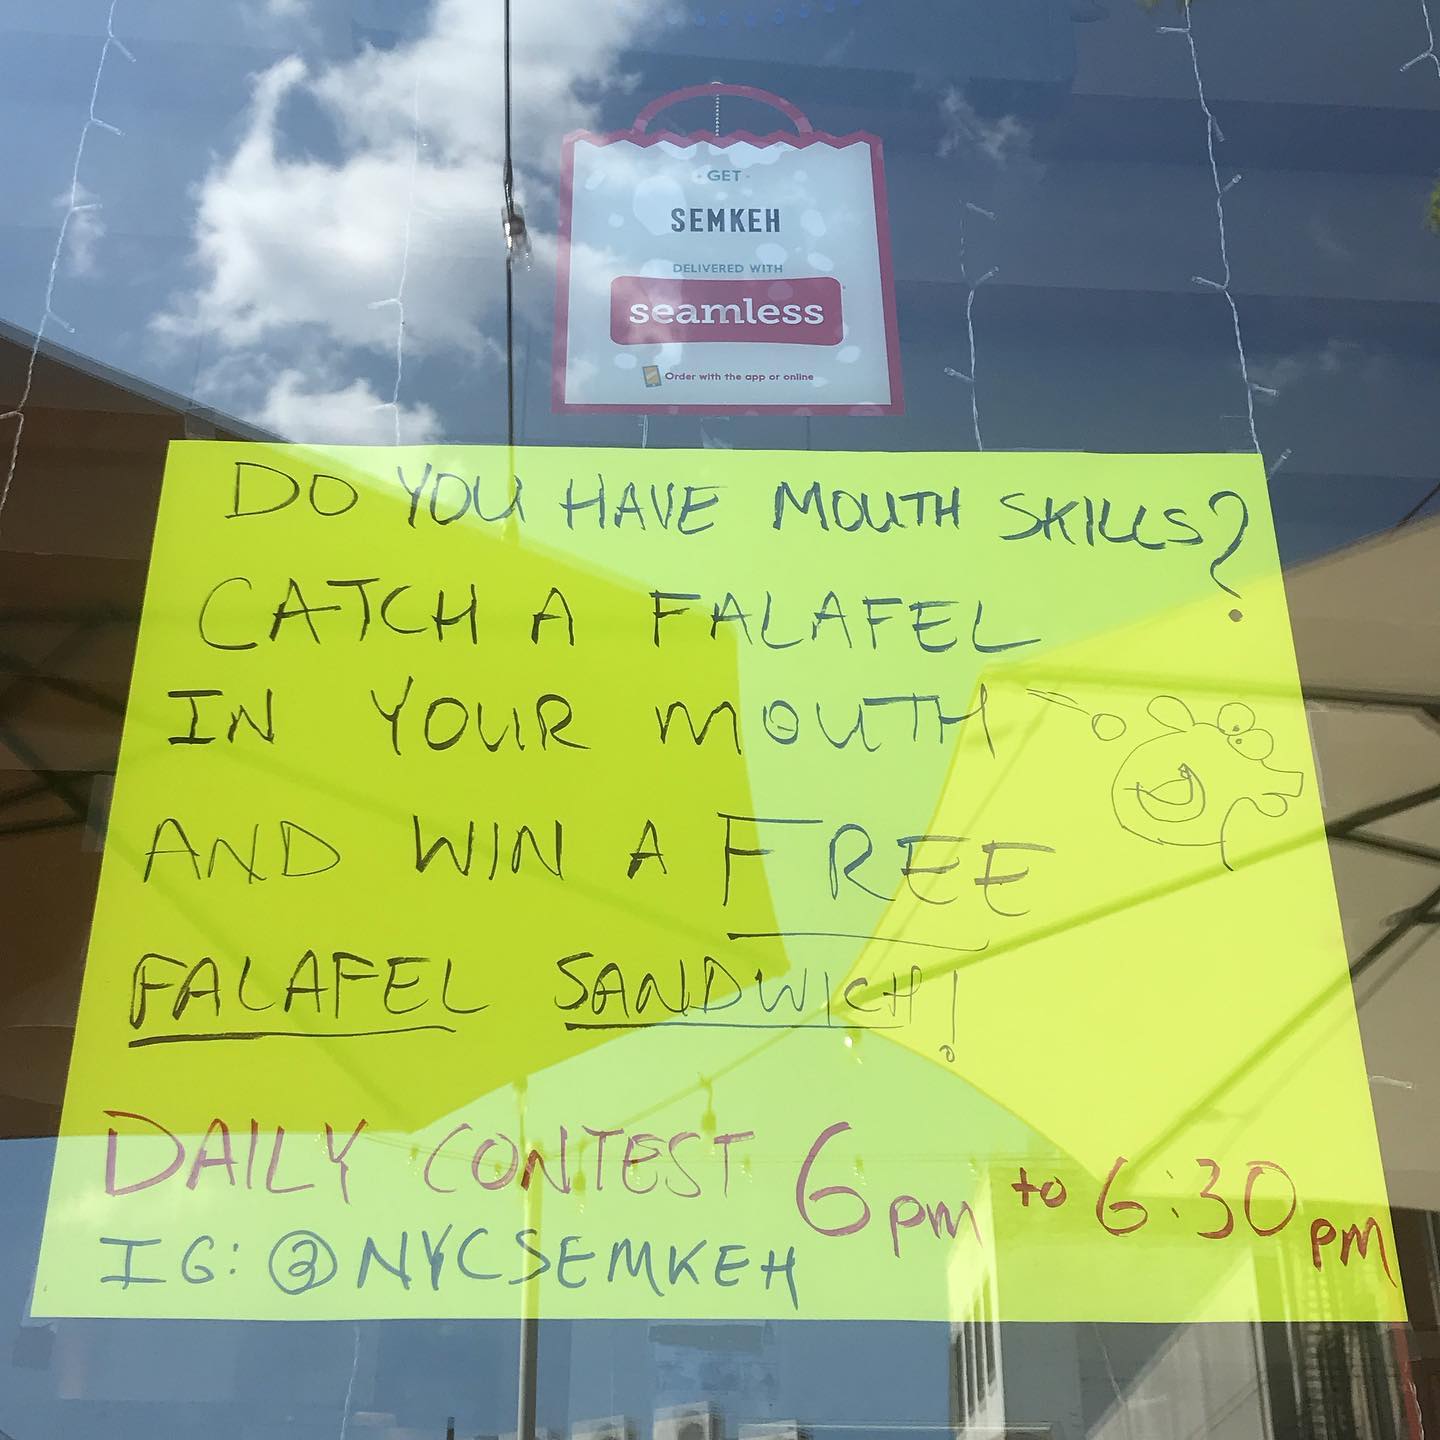 GET
SEMKEH
DELIVERED WITH
seamless
Order with the app or online
DO YOU HAVE MOUTH SKILLS?
CATCH A FALAFEL
IN YOUR MOUTH
AND WIN A FREE
FALAFEL SANDWICH!
DAILY CONTEST 6pm to 6:30pm
IG: @NYCSEMKEH